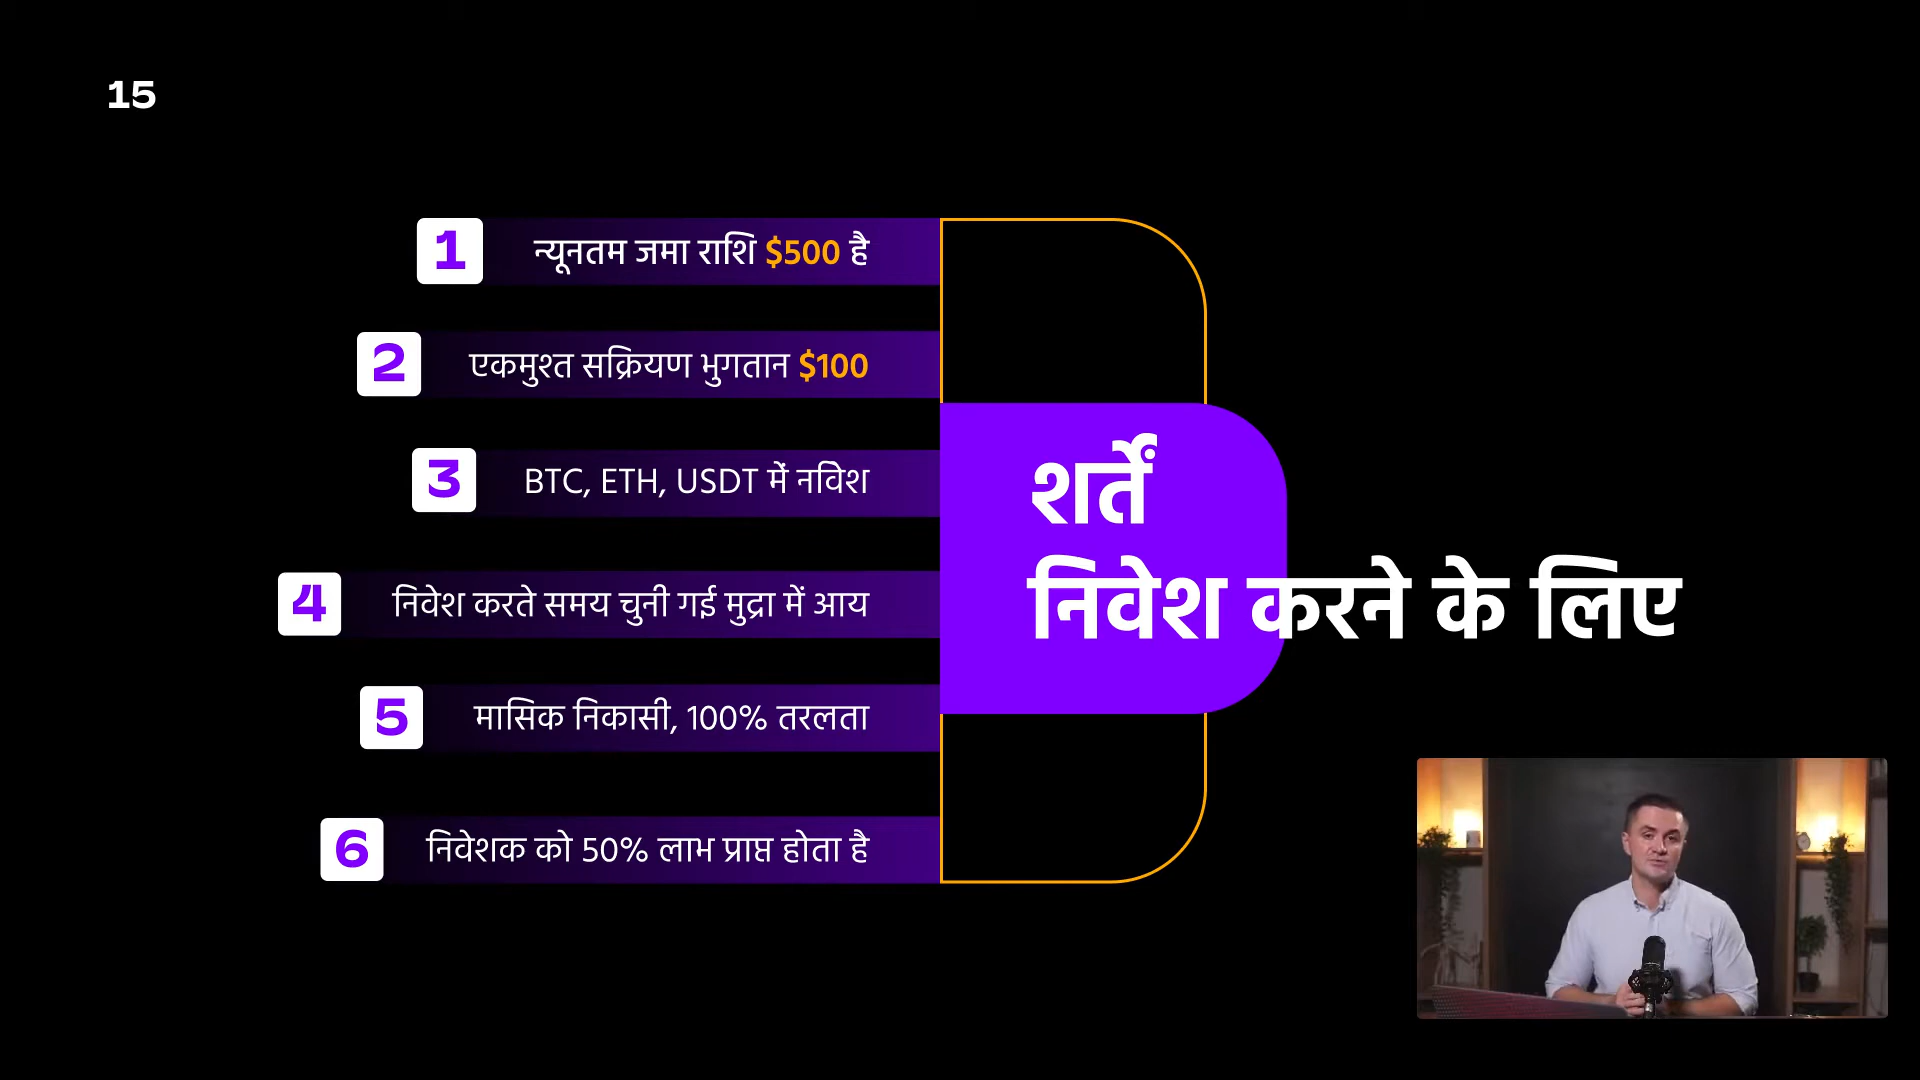 15
1 न्यूनतम जमा राशि $500 है
2 एकमुश्त सक्रियण भुगतान $100
3 BTC, ETH, USDT में नविेश
4 निवेश करते समय चुनी गई मुद्रा में आय
5 मासिक निकासी, 100% तरलता
6 निवेशक को 50% लाभ प्राप्त होता है
शर्तें
निवेश करने के लिए